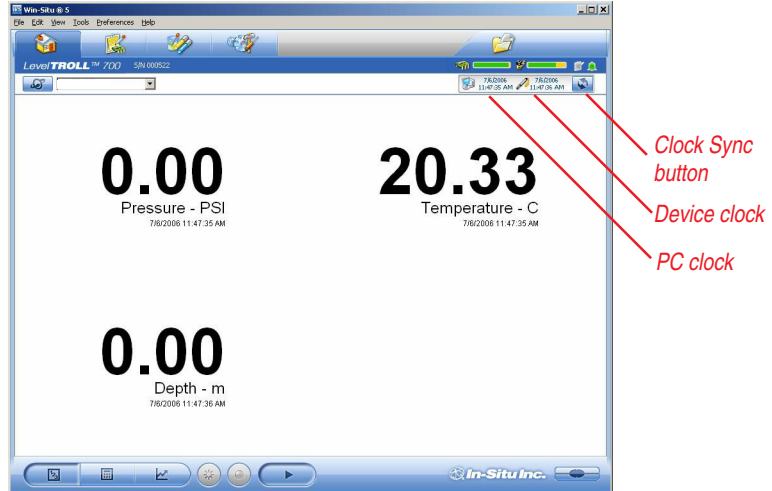 Win-Situ ® 5
File Edit View Tools Preferences Help
LevelTROLL™ 700 S/N 000522
7/6/2006
11:47:35 AM
7/6/2006
11:47:36 AM
Clock Sync
button
Device clock
PC clock
0.00
Pressure - PSI
7/6/2006 11:47:35 AM
20.33
Temperature - C
7/6/2006 11:47:35 AM
0.00
Depth - m
7/6/2006 11:47:36 AM
In-Situ Inc.